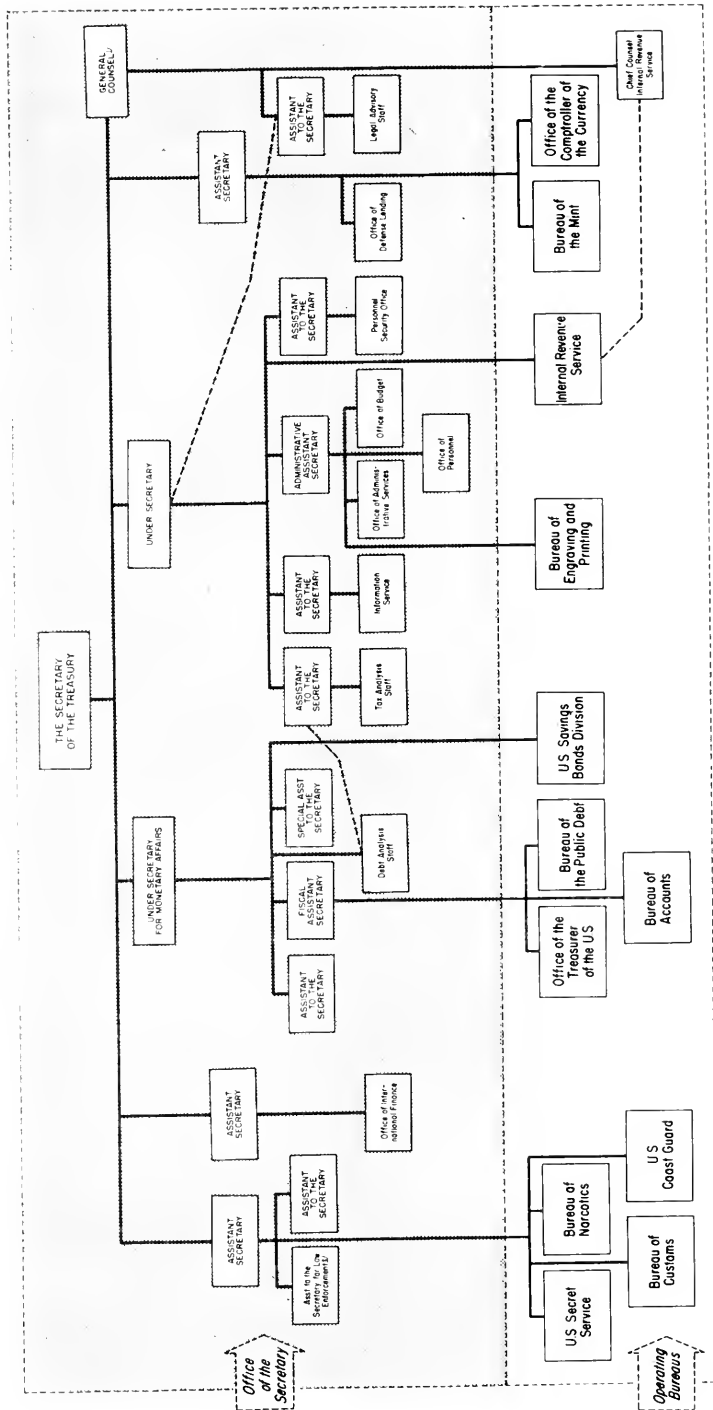 THE SECRETARY
OF THE TREASURY
GENERAL
COUNSEL
UNDER SECRETARY
FOR MONETARY AFFAIRS
UNDER SECRETARY
ASSISTANT
SECRETARY
ASSISTANT
SECRETARY
ASSISTANT
SECRETARY
Office
of the
Secretary
Asst to the
Secretary for Law
Enforcement 1/
ASSISTANT
TO THE
SECRETARY
Office of Inter-
national Finance
ASSISTANT
TO THE
SECRETARY
FISCAL
ASSISTANT
SECRETARY
SPECIAL ASST
TO THE
SECRETARY
Debt Analysis
Staff
ASSISTANT
TO THE
SECRETARY
Tax Analysis
Staff
ASSISTANT
TO THE
SECRETARY
Information
Service
ADMINISTRATIVE
ASSISTANT
SECRETARY
Office of Adminis-
trative Services
Office of Budget
Office of
Personnel
ASSISTANT
TO THE
SECRETARY
Personnel
Security Office
Office of
Defense Lending
ASSISTANT
TO THE
SECRETARY
Legal Advisory
Staff
Operating
Bureaus
U.S. Secret
Service
Bureau of
Narcotics
Bureau of
Customs
U S
Coast Guard
Office of the
Treasurer
of the U S
Bureau of
the Public Debt
Bureau of
Accounts
U.S. Savings
Bonds Division
Bureau of
Engraving and
Printing
Internal Revenue
Service
Bureau of
the Mint
Office of the
Comptroller of
the Currency
Chief Counsel
Internal Revenue
Service